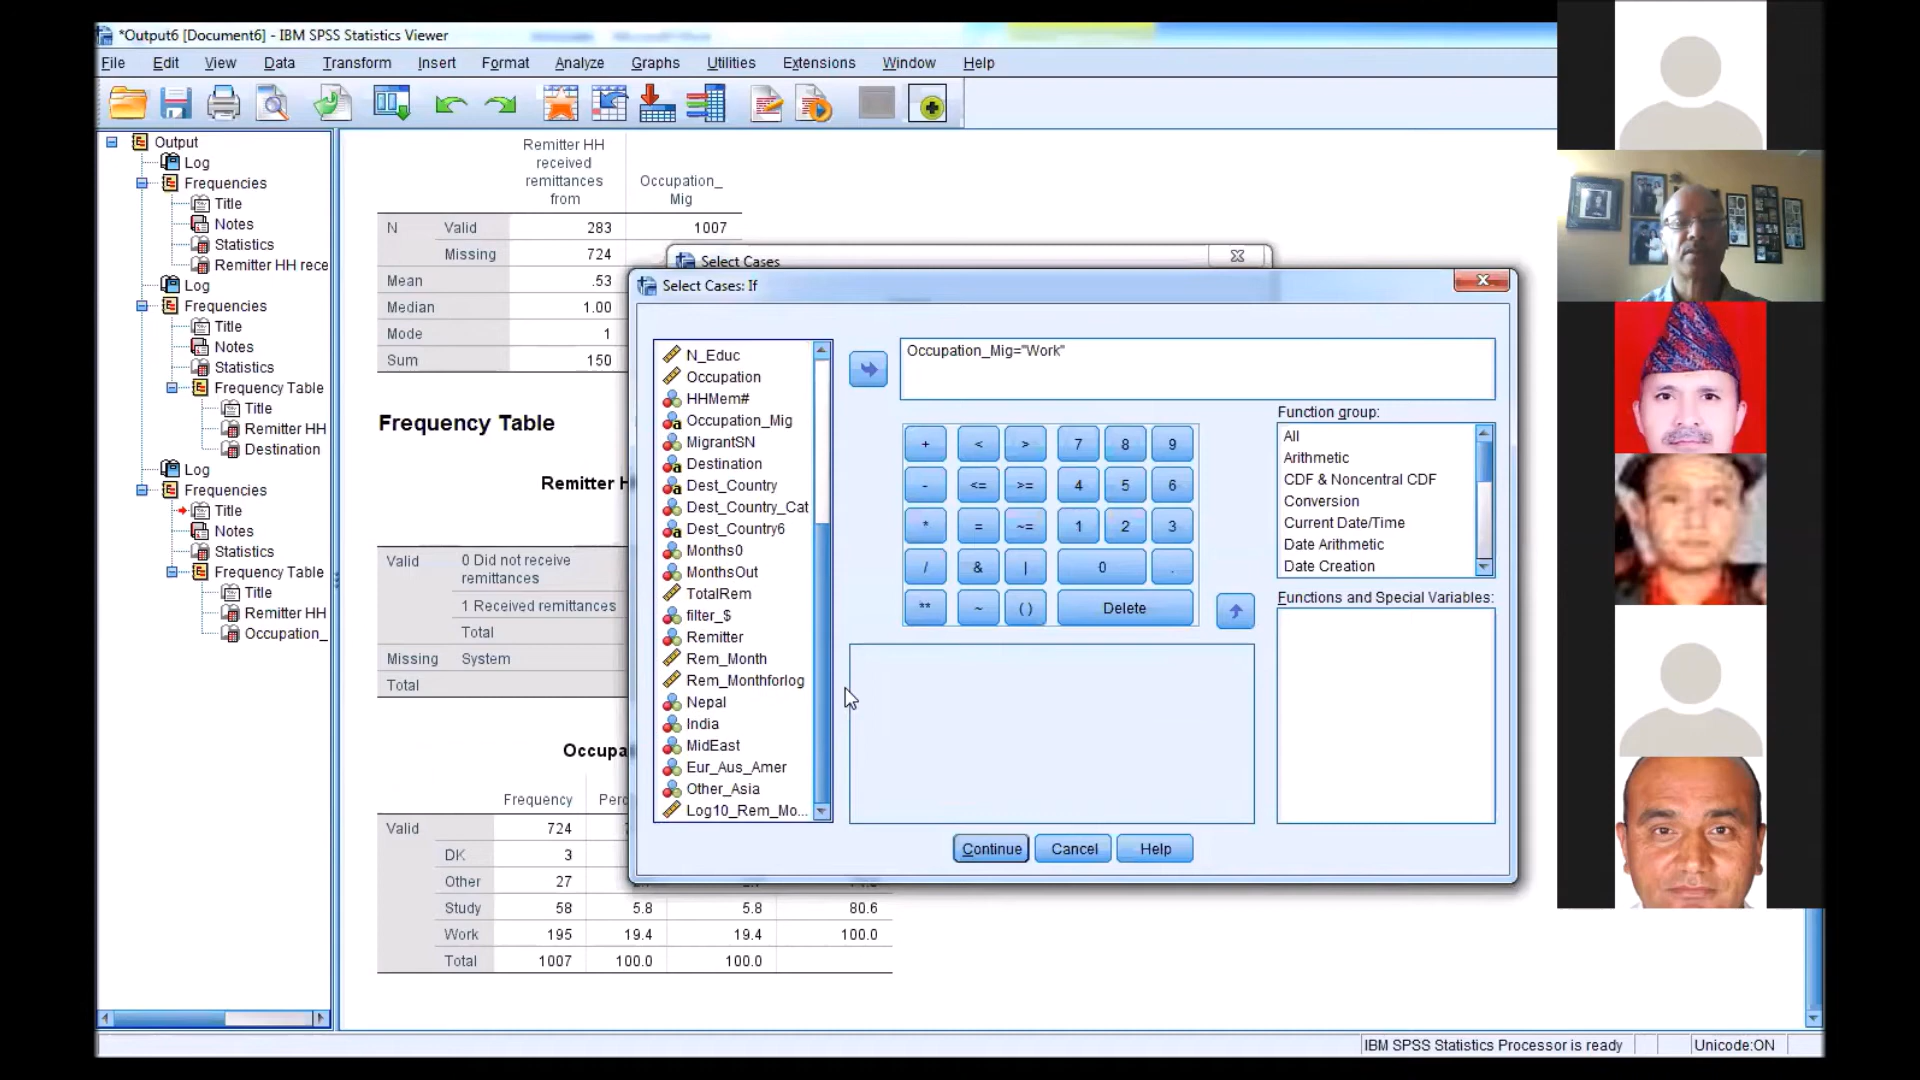 *Output6 [Document6] - IBM SPSS Statistics Viewer
File Edit View Data Transform Insert Format Analyze Graphs Utilities Extensions Window Help
Output
Log
Frequencies
Title
Notes
Statistics
Remitter HH rece
Log
Frequencies
Title
Notes
Statistics
Frequency Table
Title
Remitter HH
Destination
Log
Frequencies
Title
Notes
Statistics
Frequency Table
Title
Remitter HH
Occupation_
Remitter HH
received
remittances
from
Occupation_
Mig
N Valid 283 1007
Missing 724
Mean .53
Median 1.00
Mode 1
Sum 150
Frequency Table
Remitter H
Valid 0 Did not receive
remittances
1 Received remittances
Total
Missing System
Total
Occupa
Frequency Perc
Valid 724
DK 3
Other 27
Study 58 5.8 5.8 80.6
Work 195 19.4 19.4 100.0
Total 1007 100.0 100.0
Select Cases
Select Cases: If
N_Educ
Occupation
HHMem#
Occupation_Mig
MigrantSN
Destination
Dest_Country
Dest_Country_Cat
Dest_Country6
Months0
MonthsOut
TotalRem
filter_$
Remitter
Rem_Month
Rem_Monthforlog
Nepal
India
MidEast
Eur_Aus_Amer
Other_Asia
Log10_Rem_Mo...
Occupation_Mig="Work"
+ < > 7 8 9
- <= >= 4 5 6
* = ~= 1 2 3
/ & | 0 .
** ~ ( ) Delete
Function group:
All
Arithmetic
CDF & Noncentral CDF
Conversion
Current Date/Time
Date Arithmetic
Date Creation
Functions and Special Variables:
Continue Cancel Help
IBM SPSS Statistics Processor is ready Unicode:ON